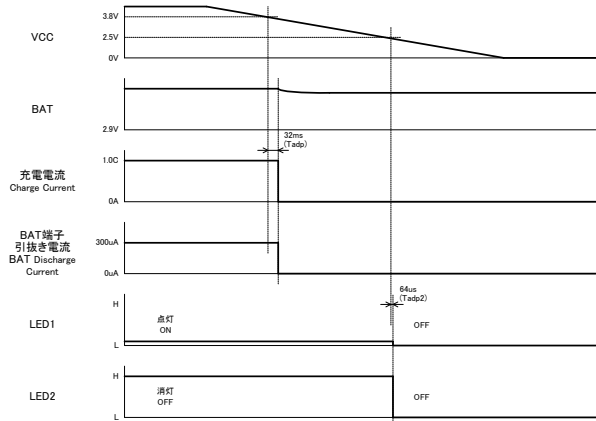 3.8V
VCC
2.5V
0V
BAT
2.9V
32ms
(Tadp)
充電電流
Charge Current
1.0C
0A
BAT端子
引抜き電流
BAT Discharge
Current
300uA
0uA
64us
(Tadp2)
LED1
H
点灯
ON
OFF
L
LED2
H
消灯
OFF
OFF
L